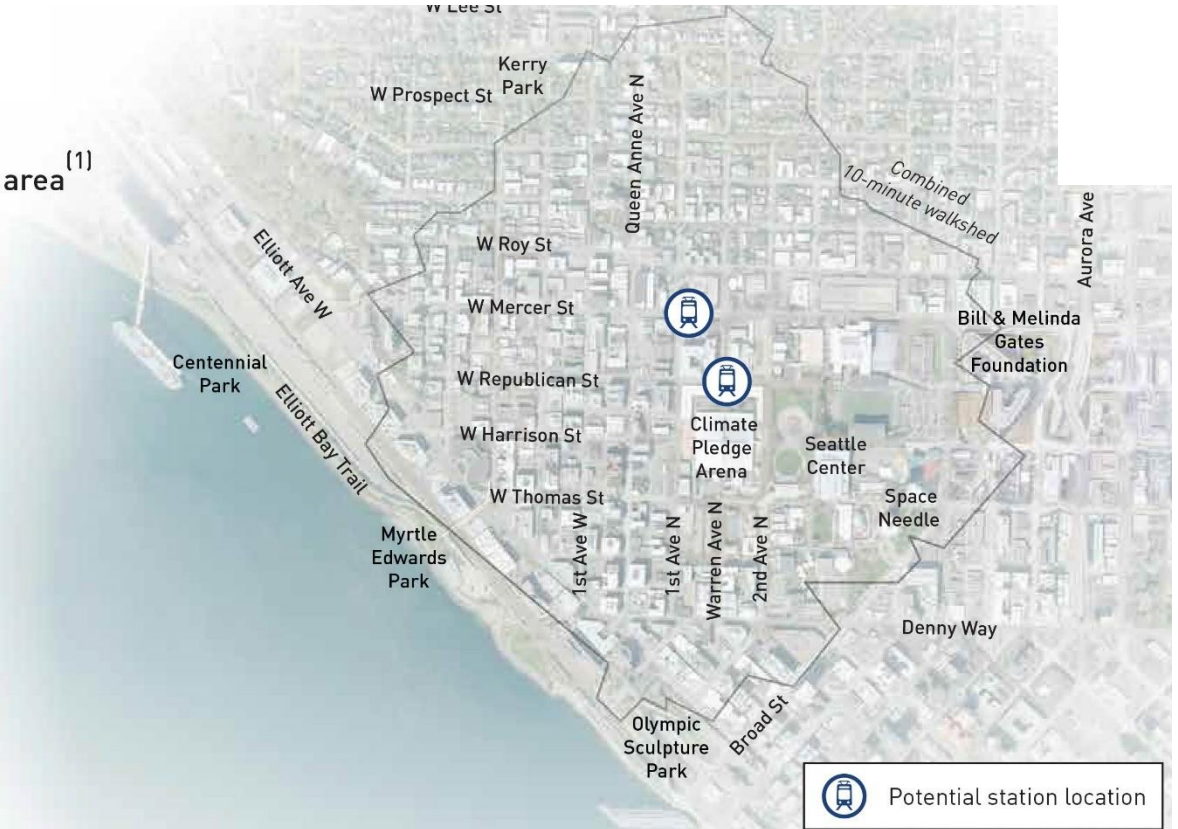 W Lee St
Kerry
Park
W Prospect St
Queen Anne Ave N
area(1)
Combined
10-minute walkshed
Aurora Ave
Elliott Ave W
W Roy St
W Mercer St
Bill & Melinda
Gates
Foundation
Centennial
Park
W Republican St
Elliott Bay Trail
Climate
Pledge
Arena
W Harrison St
Seattle
Center
W Thomas St
Space
Needle
Myrtle
Edwards
Park
1st Ave W
1st Ave N
Warren Ave N
2nd Ave N
Denny Way
Olympic
Sculpture
Park
Broad St
Potential station location